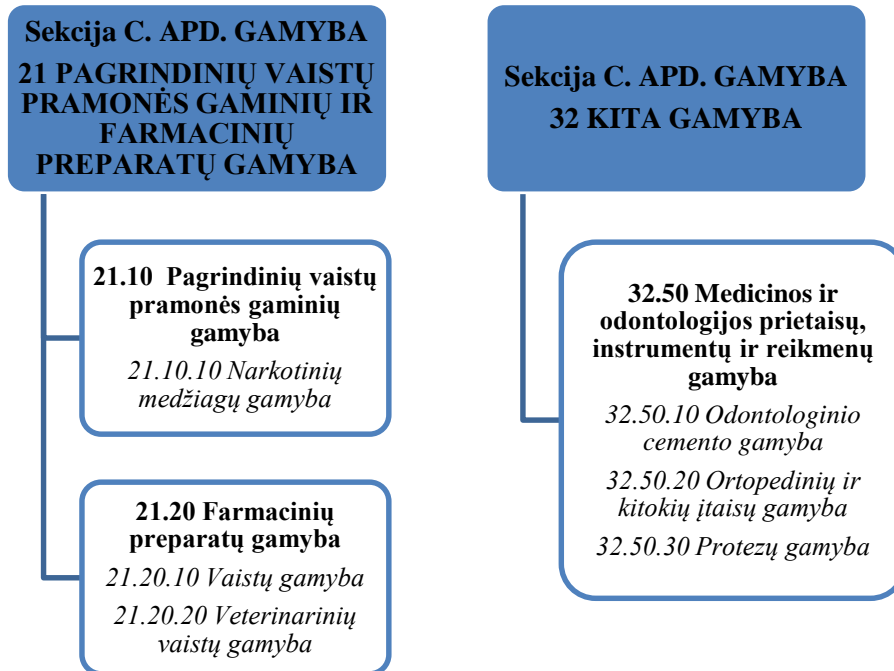 Sekcija C. APD. GAMYBA
21 PAGRINDINIŲ VAISTŲ
PRAMONĖS GAMINIŲ IR
FARMACINIŲ
PREPARATŲ GAMYBA
21.10 Pagrindinių vaistų
pramonės gaminių
gamyba
21.10.10 Narkotinių
medžiagų gamyba
21.20 Farmacinių
preparatų gamyba
21.20.10 Vaistų gamyba
21.20.20 Veterinarinių
vaistų gamyba
Sekcija C. APD. GAMYBA
32 KITA GAMYBA
32.50 Medicinos ir
odontologijos prietaisų,
instrumentų ir reikmenų
gamyba
32.50.10 Odontologinio
cemento gamyba
32.50.20 Ortopedinių ir
kitokių įtaisų gamyba
32.50.30 Protezų gamyba